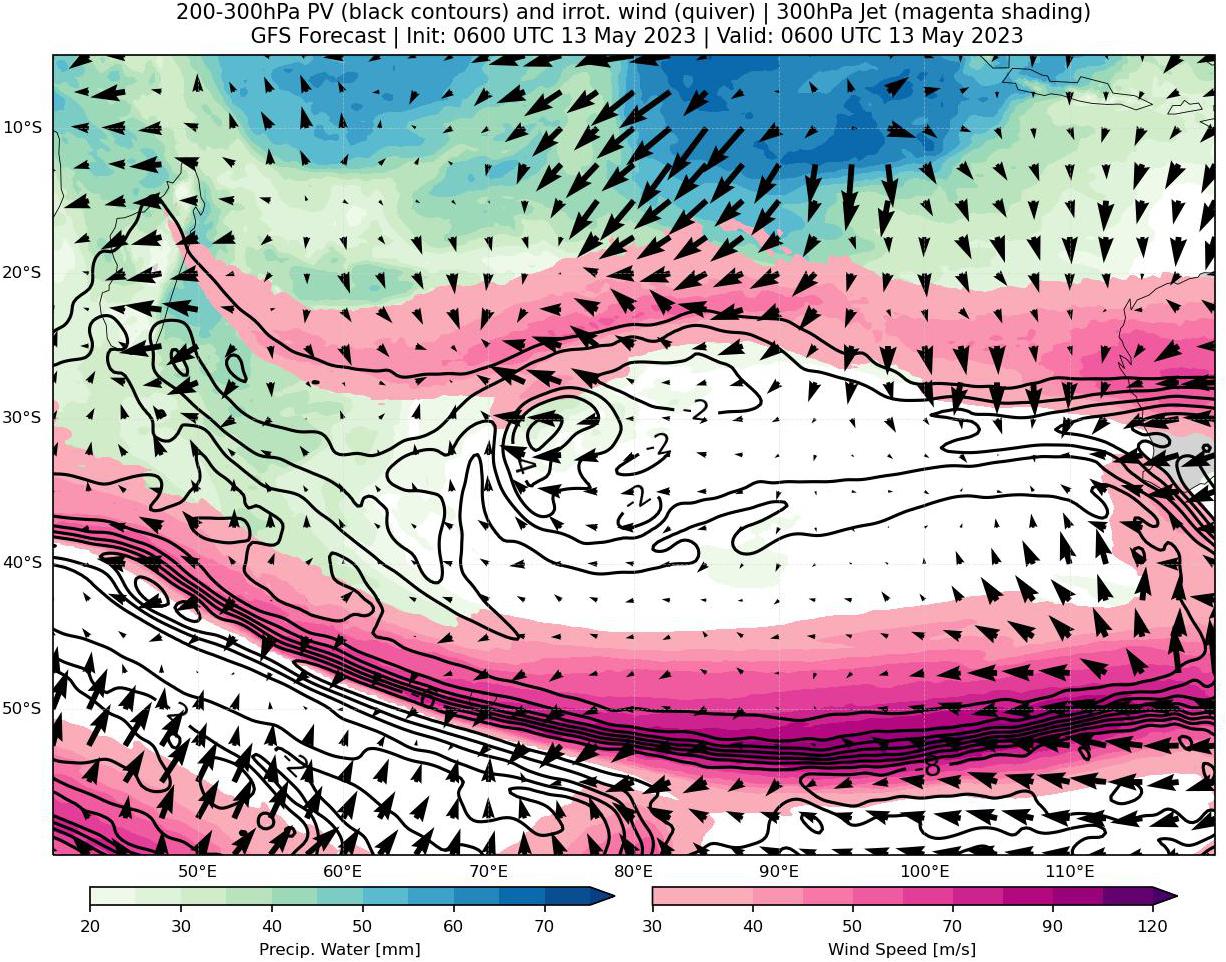 200-300hPa PV (black contours) and irrot. wind (quiver) | 300hPa Jet (magenta shading)
GFS Forecast | Init: 0600 UTC 13 May 2023 | Valid: 0600 UTC 13 May 2023
10°S
20°S
30°S
40°S
50°S
-2
-2
-4
-2
-6
-2
-2
-8
50°E 60°E 70°E 80°E 90°E 100°E 110°E
20 30 40 50 60 70
30 40 50 70 90 120
Precip. Water [mm]
Wind Speed [m/s]